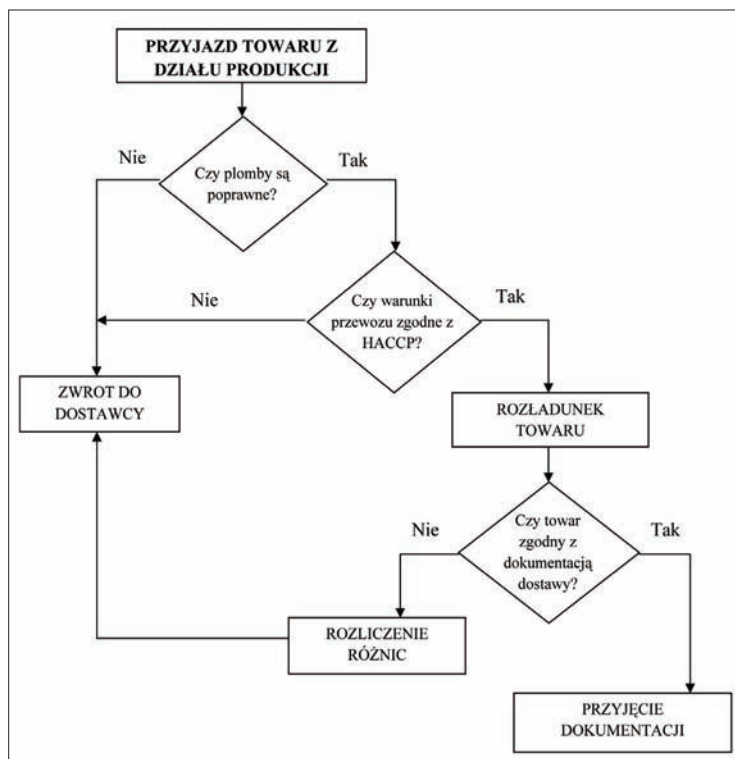 PRZYJAZD TOWARU Z
DZIAŁU PRODUKCJI
Nie
Tak
Czy plomby są
poprawne?
Nie
Tak
Czy warunki
przewozu zgodne z
HACCP?
ZWROT DO
DOSTAWCY
ROZŁADUNEK
TOWARU
Nie
Tak
Czy towar
zgodny z
dokumentacją
dostawy?
ROZLICZENIE
RÓŻNIC
PRZYJĘCIE
DOKUMENTACJI